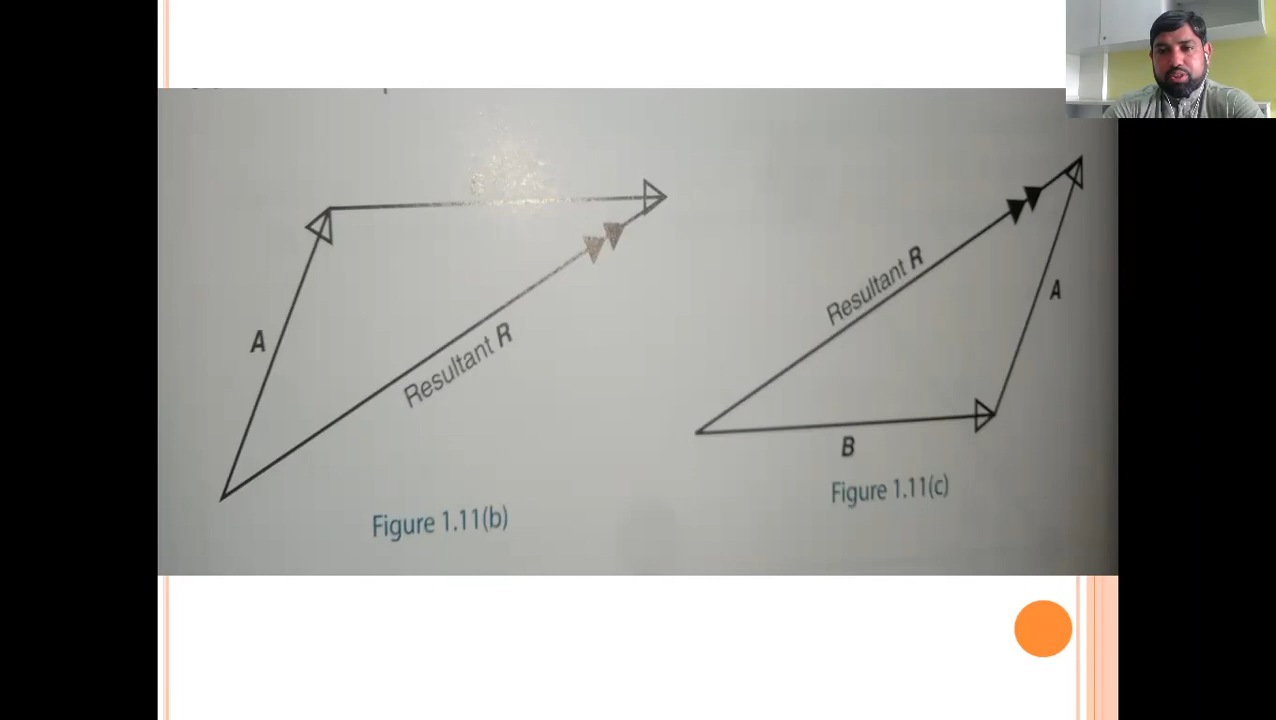 A
Resultant R
Figure 1.11(b)
Resultant R
A
B
Figure 1.11(c)